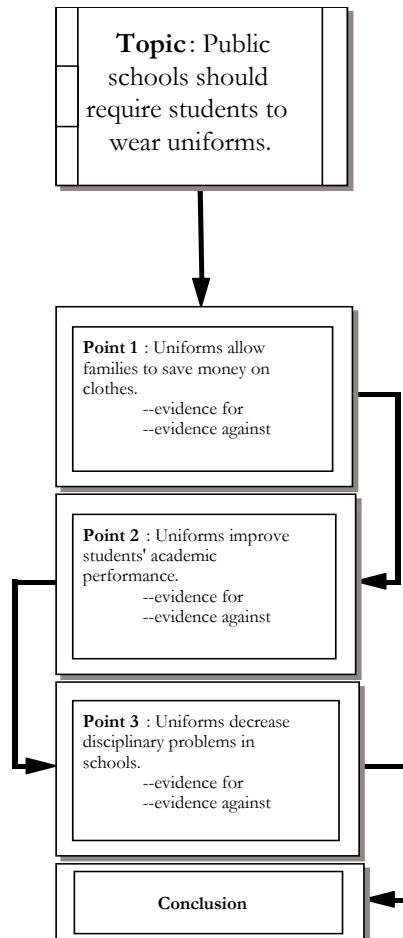 Topic: Public
schools should
require students to
wear uniforms.
Point 1 : Uniforms allow
families to save money on
clothes.
--evidence for
--evidence against
Point 2 : Uniforms improve
students' academic
performance.
--evidence for
--evidence against
Point 3 : Uniforms decrease
disciplinary problems in
schools.
--evidence for
--evidence against
Conclusion